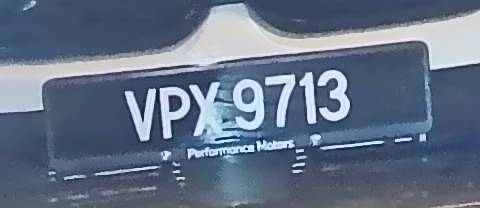 VPX 9713
Performance Motors